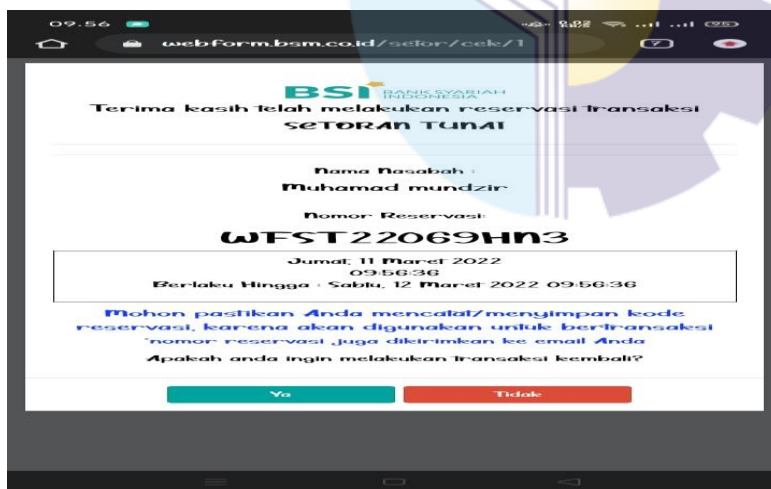 09.56
webform.bsm.co.id/setor/cek/1
BSI BANK SYARIAH
INDONESIA
Terima kasih telah melakukan reservasi transaksi
SETORAN TUNAI
Nama Nasabah :
Muhamad mundzir
Nomor Reservasi:
WFST22069HN3
Jumat, 11 Maret 2022
09:56:36
Berlaku Hingga : Sabtu, 12 Maret 2022 09:56:36
Mohon pastikan Anda mencatat/menyimpan kode
reservasi, karena akan digunakan untuk bertransaksi
*nomor reservasi juga dikirimkan ke email Anda
Apakah anda ingin melakukan transaksi kembali?
Ya
Tidak